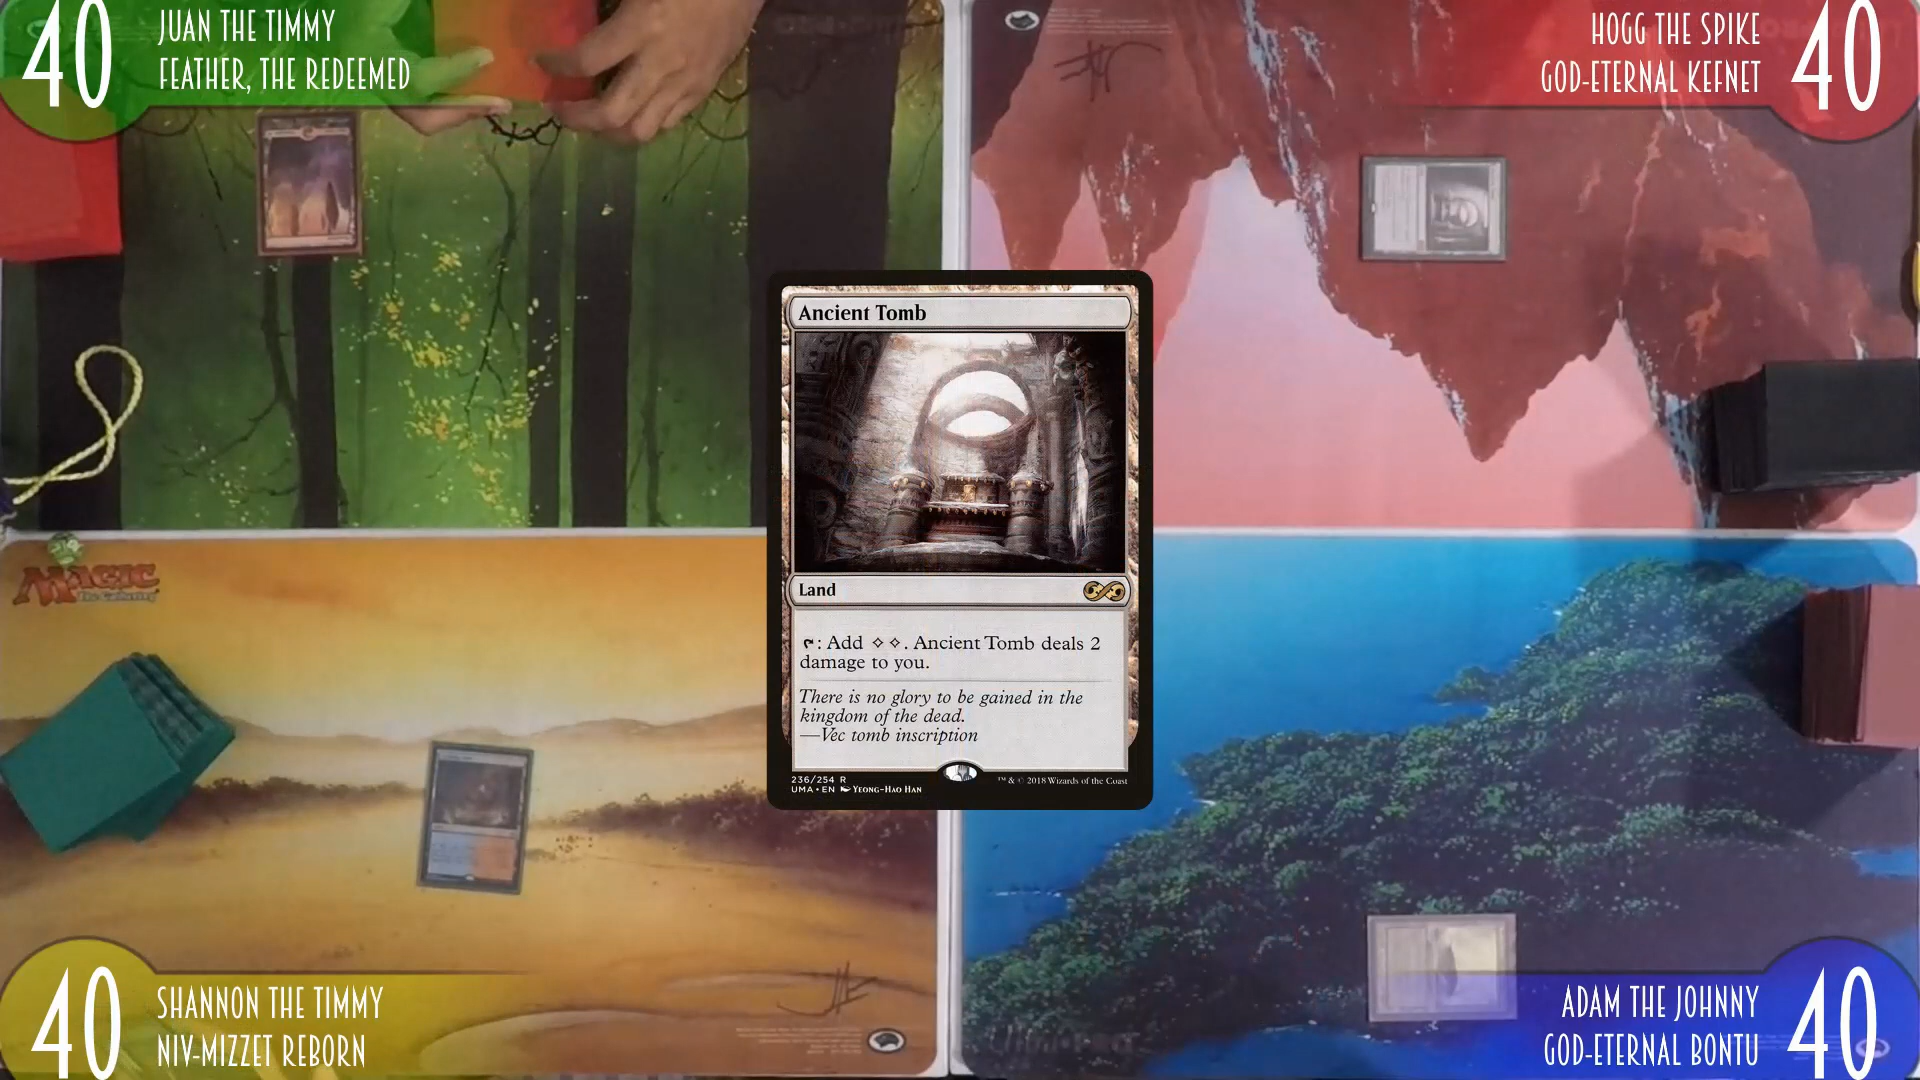 40
JUAN THE TIMMY
FEATHER, THE REDEEMED
HOGG THE SPIKE
GOD-ETERNAL KEFNET
40
Ancient Tomb
Land
: Add . Ancient Tomb deals 2
damage to you.
There is no glory to be gained in the
kingdom of the dead.
—Vec tomb inscription
236/254 R
UMA • EN Yeong-Hao Han
™ & © 2018 Wizards of the Coast
MAGIC
The Gathering
40
SHANNON THE TIMMY
NIV-MIZZET REBORN
ADAM THE JOHNNY
GOD-ETERNAL BONTU
40